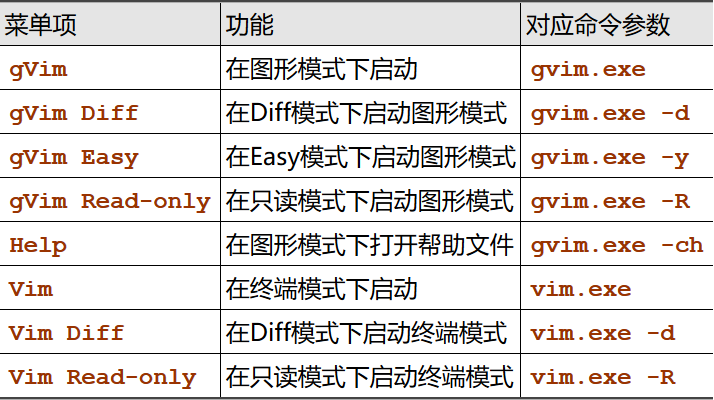 菜单项 功能 对应命令参数
gVim 在图形模式下启动 gvim.exe
gVim Diff 在Diff模式下启动图形模式 gvim.exe -d
gVim Easy 在Easy模式下启动图形模式 gvim.exe -y
gVim Read-only 在只读模式下启动图形模式 gvim.exe -R
Help 在图形模式下打开帮助文件 gvim.exe -ch
Vim 在终端模式下启动 vim.exe
Vim Diff 在Diff模式下启动终端模式 vim.exe -d
Vim Read-only 在只读模式下启动终端模式 vim.exe -R